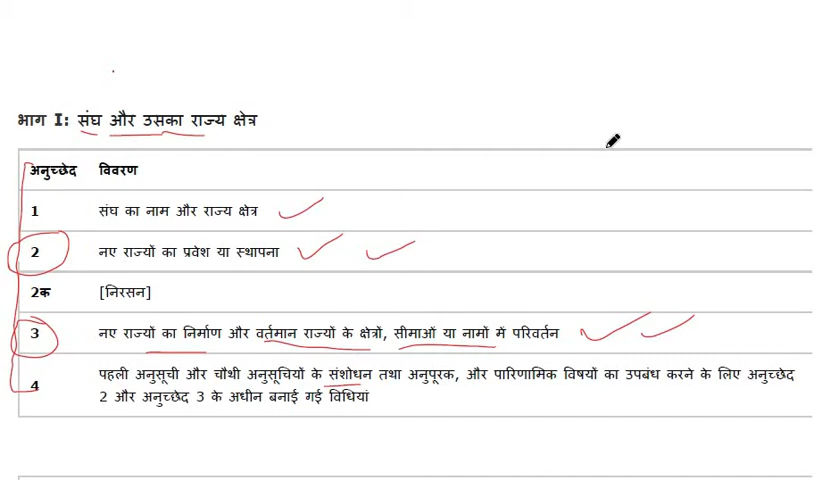 भाग I: संघ और उसका राज्य क्षेत्र
अनुच्छेद विवरण
1 संघ का नाम और राज्य क्षेत्र
2 नए राज्यों का प्रवेश या स्थापना
2क [निरसन]
3 नए राज्यों का निर्माण और वर्तमान राज्यों के क्षेत्रों, सीमाओं या नामों में परिवर्तन
4 पहली अनुसूची और चौथी अनुसूचियों के संशोधन तथा अनुपूरक, और पारिणामिक विषयों का उपबंध करने के लिए अनुच्छेद
2 और अनुच्छेद 3 के अधीन बनाई गई विधियां